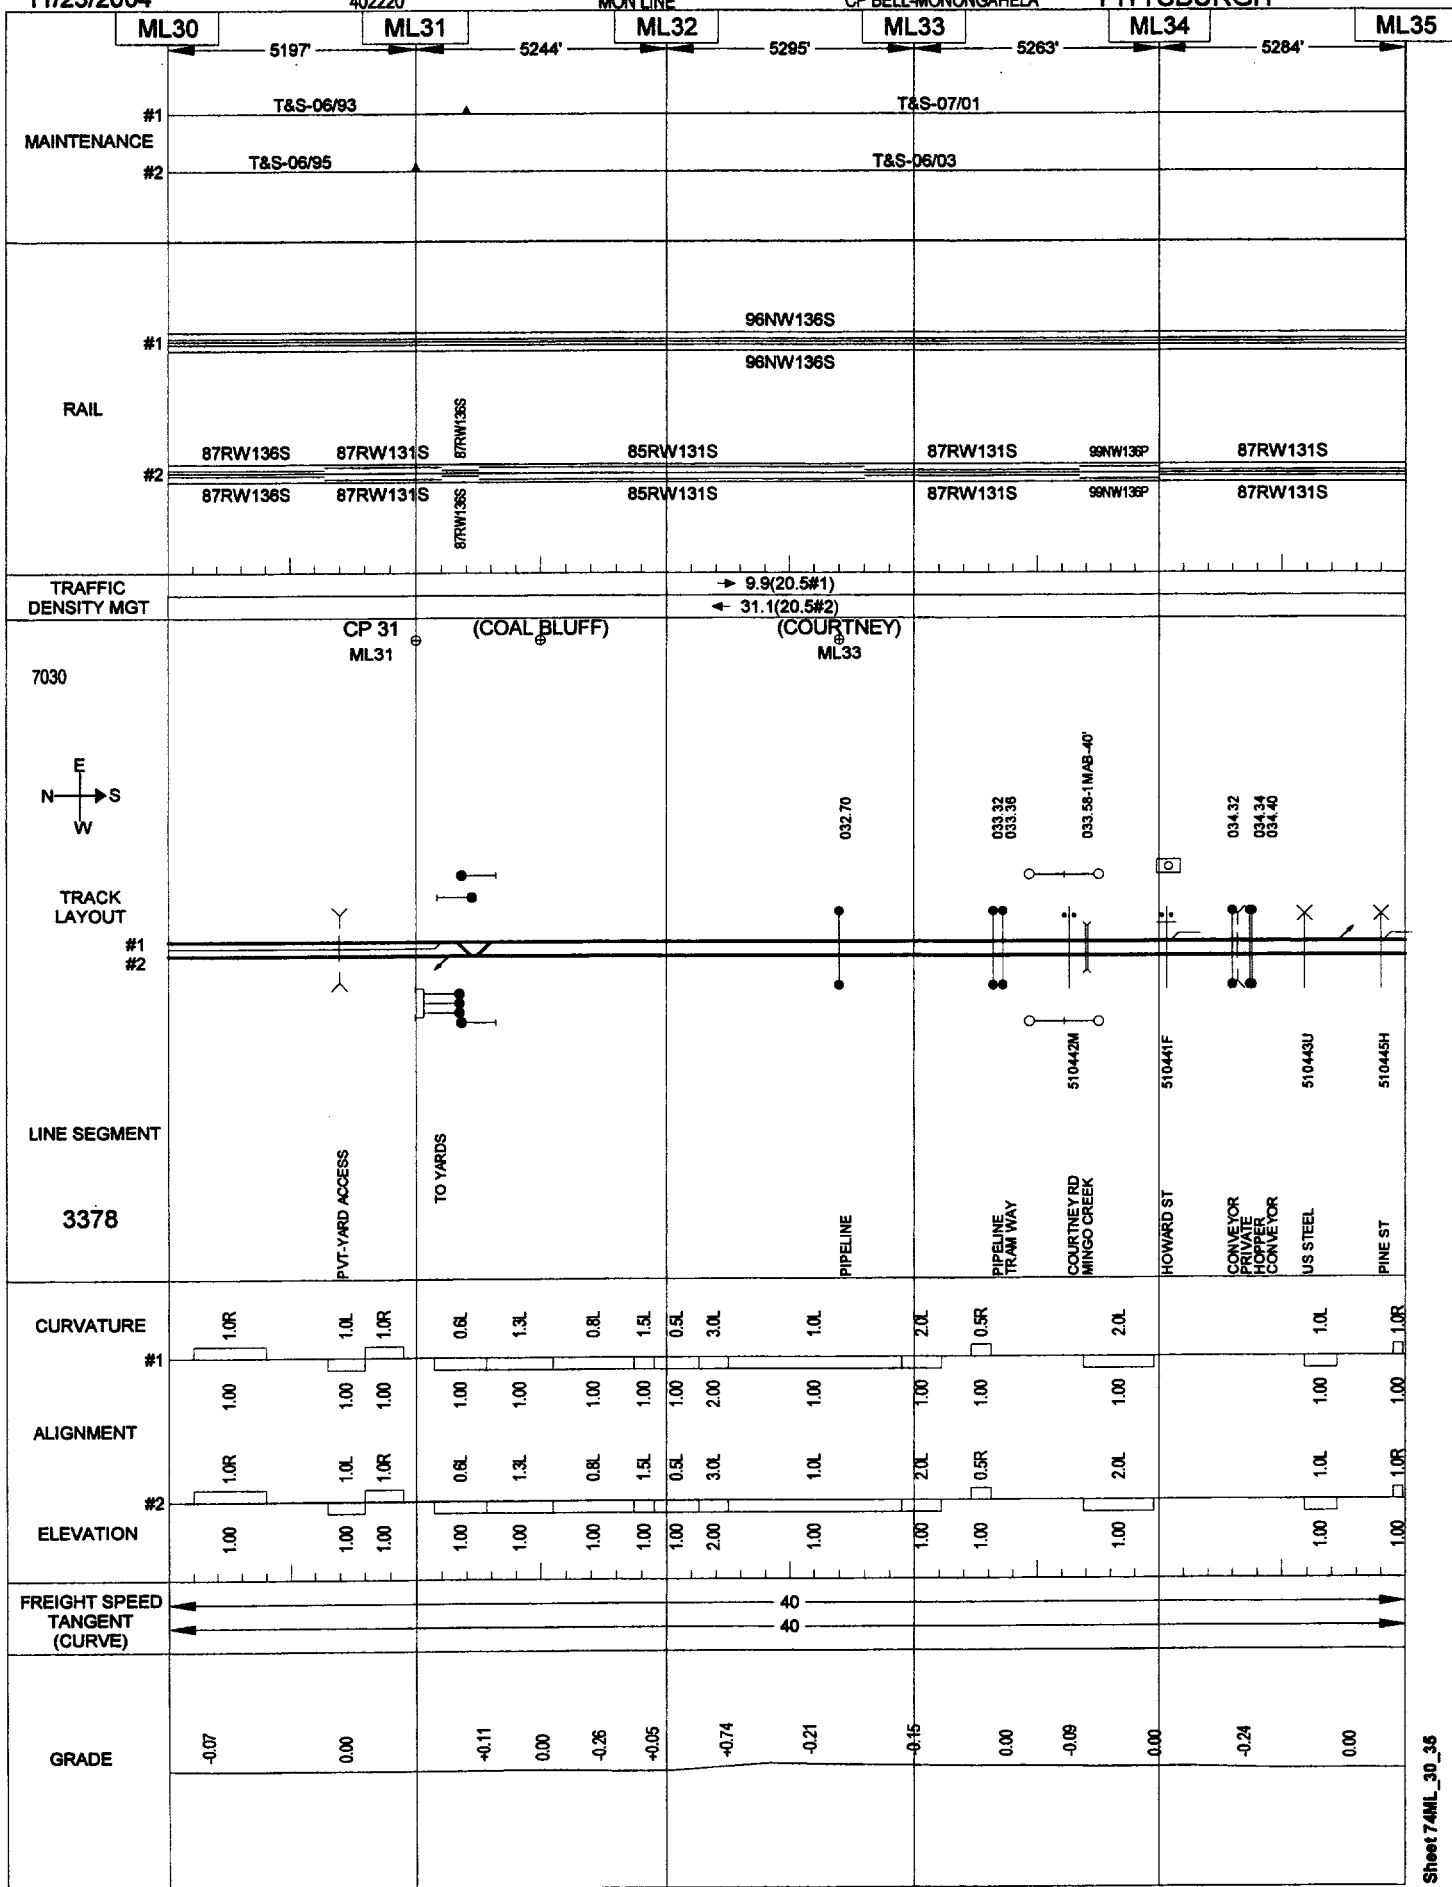 11/23/2004 402220 MON LINE CP BELL-MONONGAHELA PITTSBURGH
ML30 ML31 ML32 ML33 ML34 ML35
5197' 5244' 5295' 5263' 5284'
T&S-06/93 T&S-07/01
#1
MAINTENANCE
T&S-06/95 T&S-06/03
#2
96NW136S
#1
96NW136S
RAIL
87RW136S 87RW131S 87RW136S 85RW131S 87RW131S 99NW136P 87RW131S
#2
87RW136S 87RW131S 87RW136S 85RW131S 87RW131S 99NW136P 87RW131S
TRAFFIC
DENSITY MGT
9.9(20.5#1)
31.1(20.5#2)
CP 31 (COAL BLUFF) (COURTNEY)
ML31 ML33
7030
E
N S
W
032.70
033.32
033.36
033.58-1MAB-40'
034.32
034.34
034.40
TRACK
LAYOUT
#1
#2
510442M
510441F
510443U
510445H
LINE SEGMENT
3378
PVT-YARD ACCESS
TO YARDS
PIPELINE
PIPELINE
TRAM WAY
COURTNEY RD
MINGO CREEK
HOWARD ST
CONVEYOR
PRIVATE
HOPPER
CONVEYOR
US STEEL
PINE ST
CURVATURE
1.0R 1.0L 1.0R 0.6L 1.3L 0.8L 1.5L 0.5L 3.0L 1.0L 2.0L 0.5R 2.0L 1.0L 1.0R
#1
1.00 1.00 1.00 1.00 1.00 1.00 1.00 1.00 2.00 1.00 1.00 1.00 1.00 1.00 1.00
ALIGNMENT
1.0R 1.0L 1.0R 0.6L 1.3L 0.8L 1.5L 0.5L 3.0L 1.0L 2.0L 0.5R 2.0L 1.0L 1.0R
#2
ELEVATION
1.00 1.00 1.00 1.00 1.00 1.00 1.00 1.00 2.00 1.00 1.00 1.00 1.00 1.00 1.00
FREIGHT SPEED
TANGENT
(CURVE)
40
40
GRADE
-0.07 0.00 +0.11 0.00 -0.26 +0.05 +0.74 -0.21 -0.15 0.00 -0.09 0.00 -0.24 0.00
Sheet 74ML_30_35